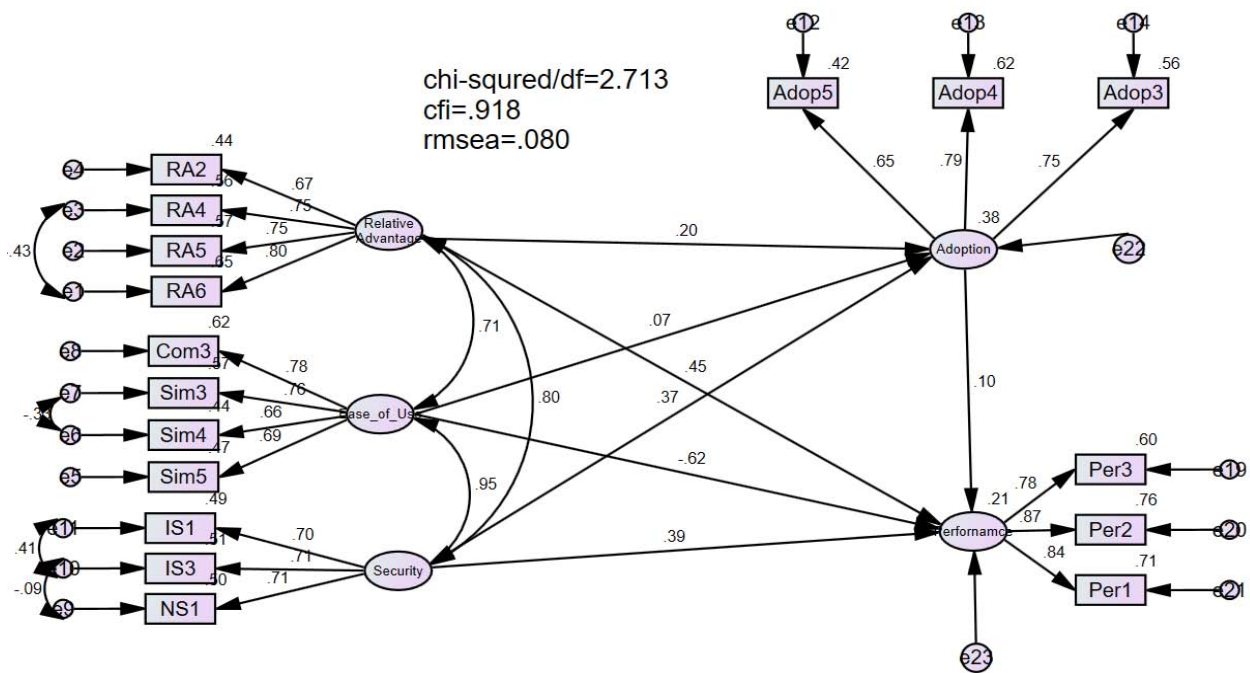 e12
e13
e14
.42
.62
.56
Adop5
Adop4
Adop3
chi-squred/df=2.713
cfi=.918
rmsea=.080
.65
.79
.75
.44
e4
RA2
.56
.67
e3
RA4
.57
.75
e2
RA5
.75
.65
.80
e1
RA6
-.43
Relative
Advantage
.20
.38
Adoption
e22
.71
.07
.45
.80
.37
.10
.62
e8
Com3
.57
.78
e7
Sim3
.44
.76
e6
Sim4
.66
.47
.69
e5
Sim5
Ease_of_Use
-.62
.95
.49
e11
IS1
.51
.70
.41
e10
IS3
.50
.71
-.09
e9
NS1
.71
Security
.39
.60
Per3
e19
.78
.21
.76
.87
Perfornamce
Per2
e20
.84
.71
Per1
e21
e23